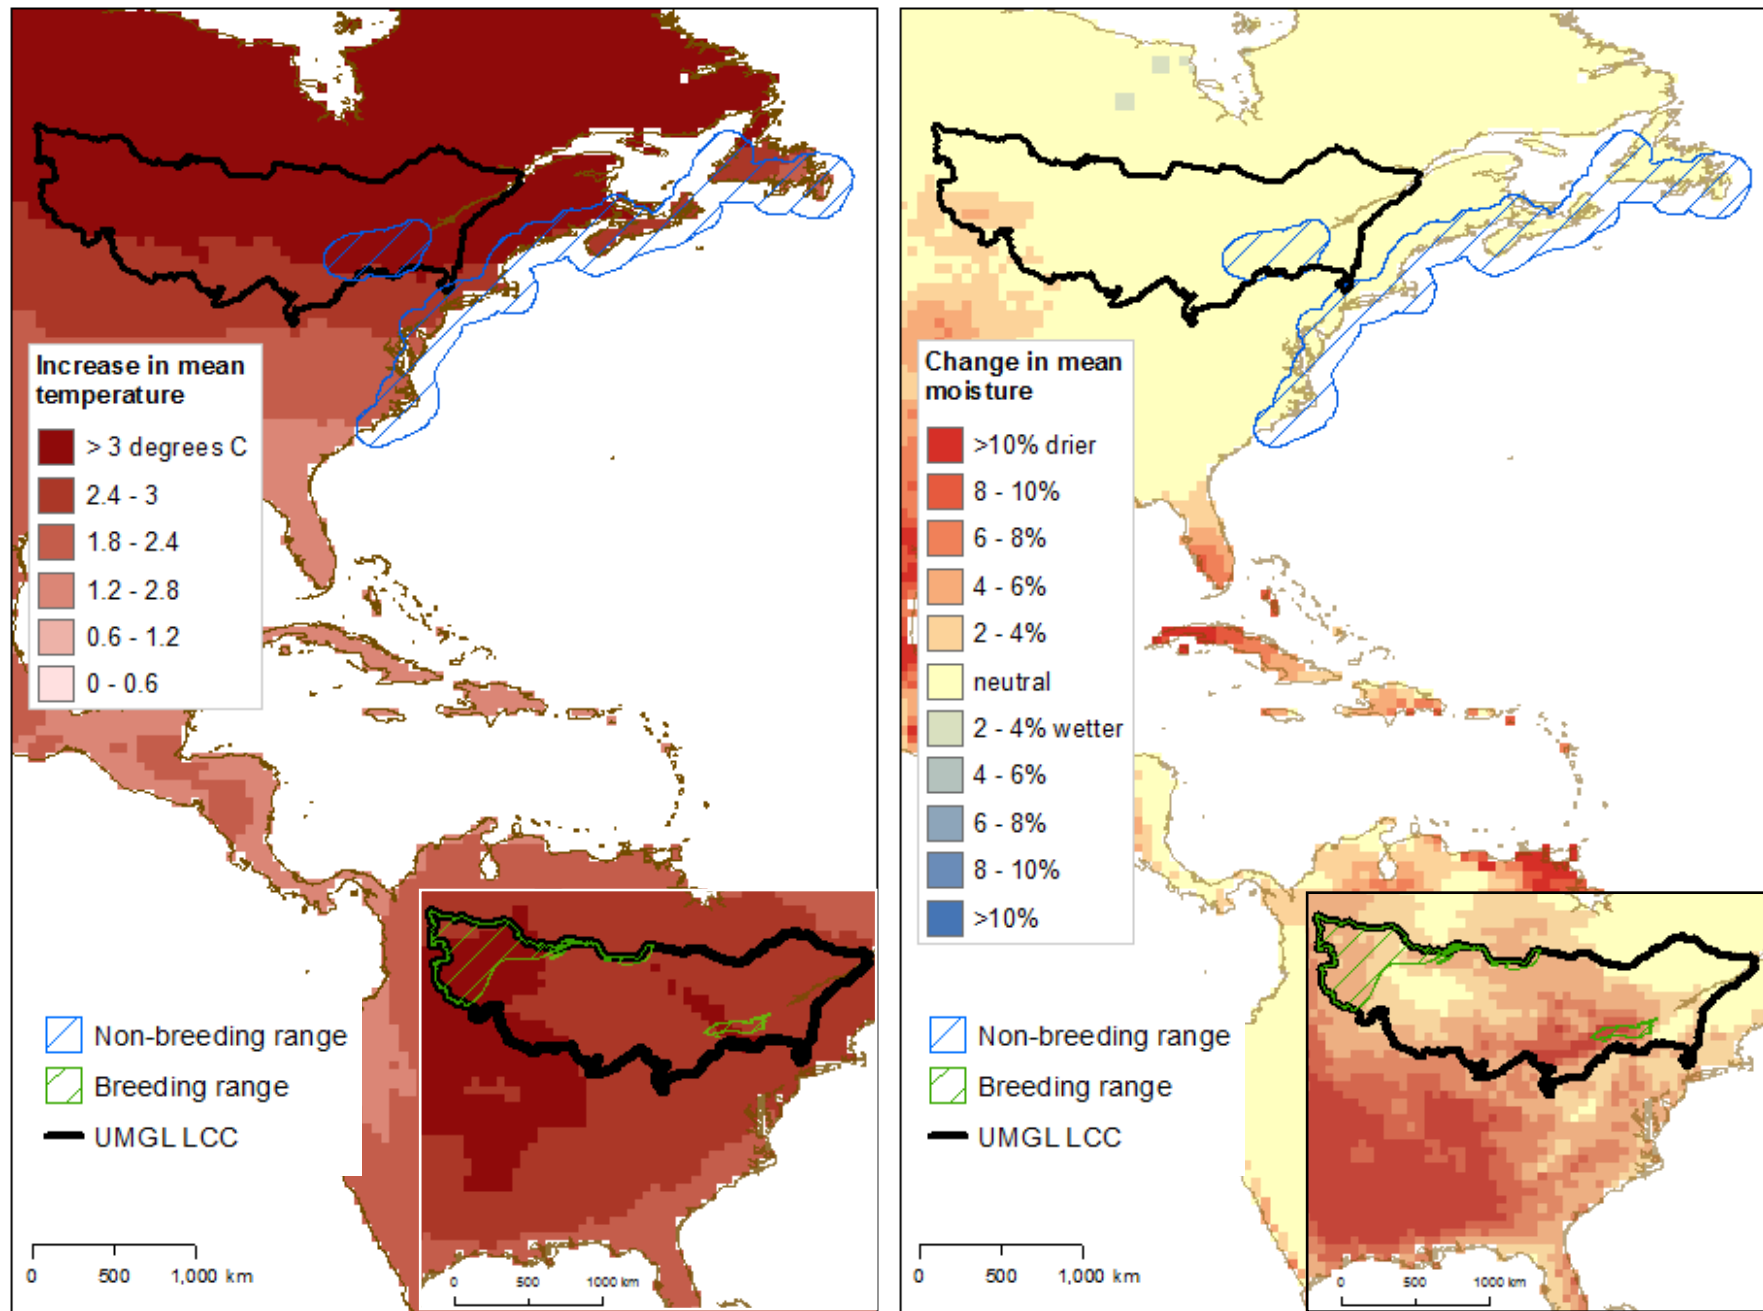 Increase in mean
temperature
> 3 degrees C
2.4 - 3
1.8 - 2.4
1.2 - 2.8
0.6 - 1.2
0 - 0.6
Non-breeding range
Breeding range
UMGL LCC
0 500 1,000 km
0 500 1000 km
Change in mean
moisture
>10% drier
8 - 10%
6 - 8%
4 - 6%
2 - 4%
neutral
2 - 4% wetter
4 - 6%
6 - 8%
8 - 10%
>10%
Non-breeding range
Breeding range
UMGL LCC
0 500 1,000 km
0 500 1000 km